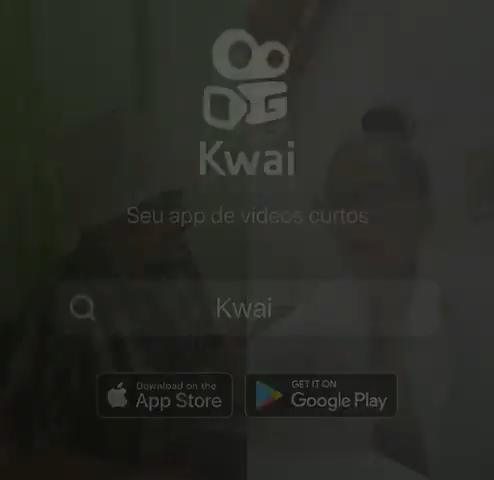 Kwai
Seu app de vídeos curtos
Kwai
Download on the
App Store
GET IT ON
Google Play